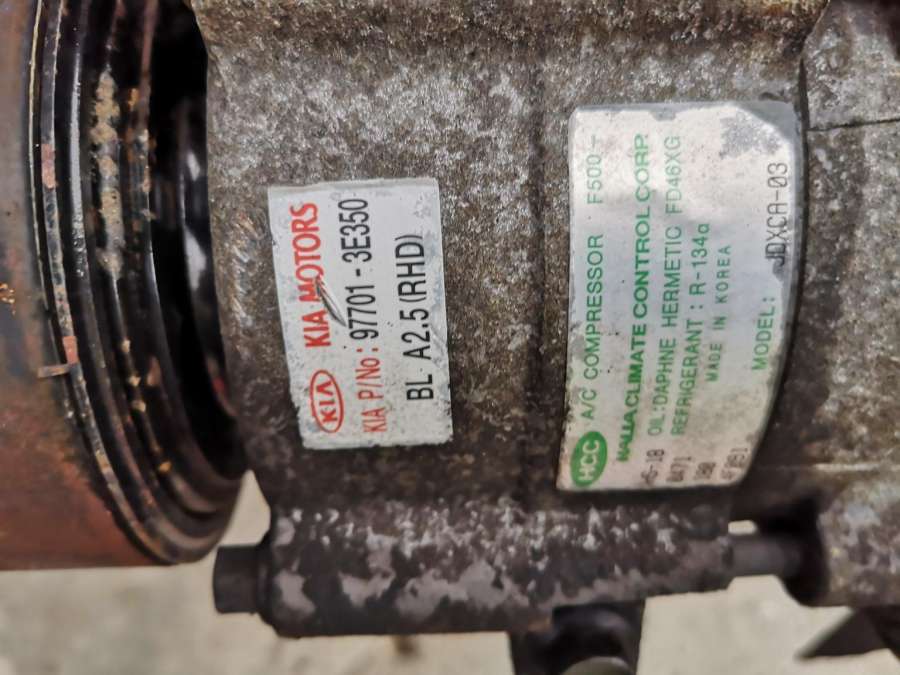 KIA KIA MOTORS
KIA P/No: 97701-3E350
BL A2.5(RHD)
HCC A/C COMPRESSOR F500-
HALLA CLIMATE CONTROL CORP.
OIL:DAPHNE HERMETIC FD46XG
REFRIGERANT: R-134a
MADE IN KOREA
MODEL: JDXCA-03